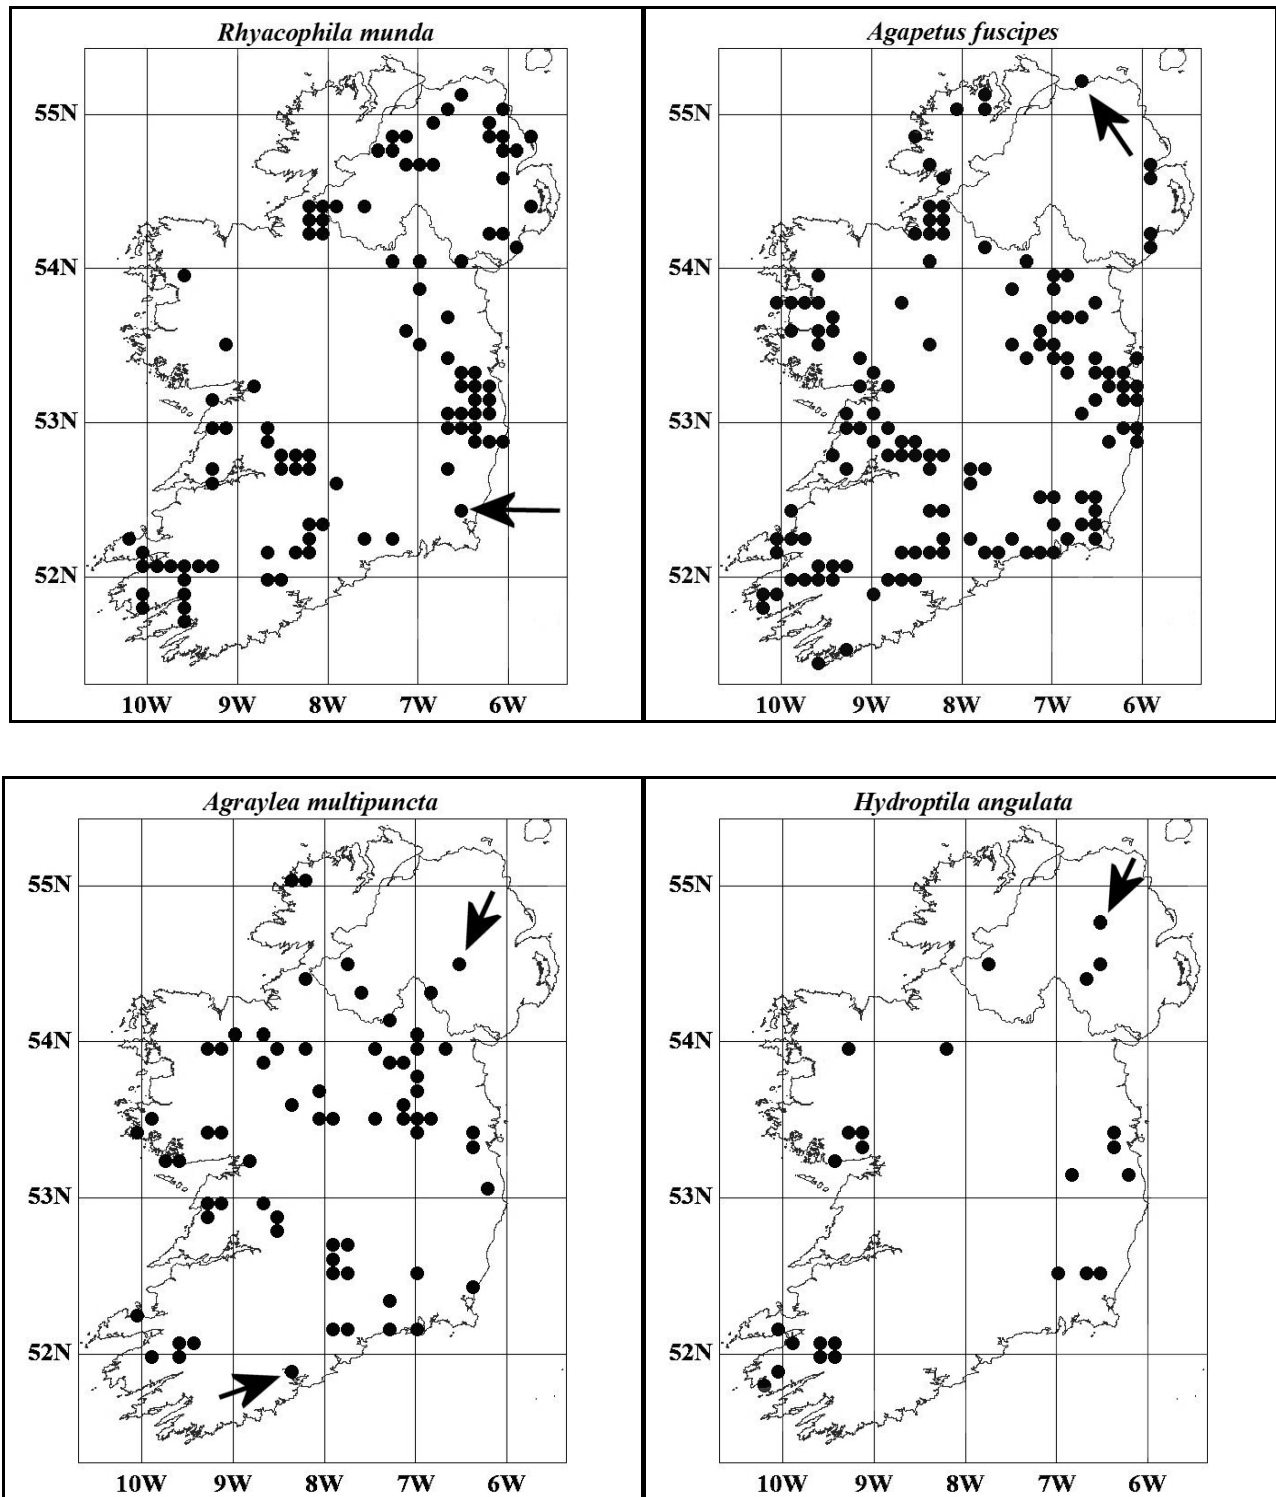 Rhyacophila munda
55N
54N
53N
52N
10W 9W 8W 7W 6W
Agapetus fuscipes
55N
54N
53N
52N
10W 9W 8W 7W 6W
Agraylea multipuncta
55N
54N
53N
52N
10W 9W 8W 7W 6W
Hydroptila angulata
55N
54N
53N
52N
10W 9W 8W 7W 6W